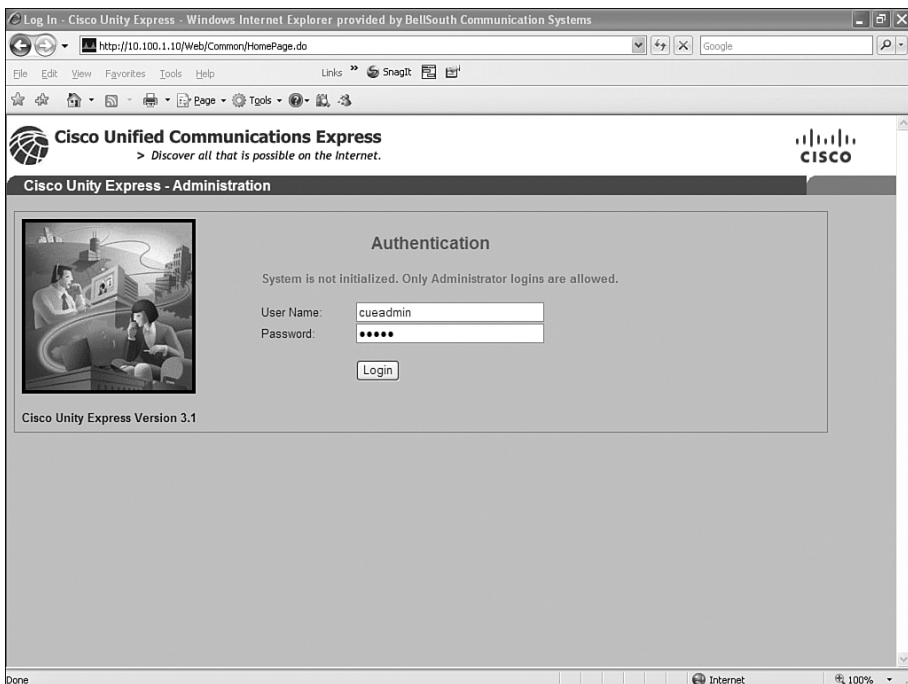 Log In - Cisco Unity Express - Windows Internet Explorer provided by BellSouth Communication Systems
http://10.100.1.10/Web/Common/HomePage.do
Google
File Edit View Favorites Tools Help
Links » SnagIt
Page Tools
Cisco Unified Communications Express
> Discover all that is possible on the Internet.
CISCO
Cisco Unity Express - Administration
Authentication
System is not initialized. Only Administrator logins are allowed.
User Name: cueadmin
Password: •••••
Login
Cisco Unity Express Version 3.1
Done
Internet
100%